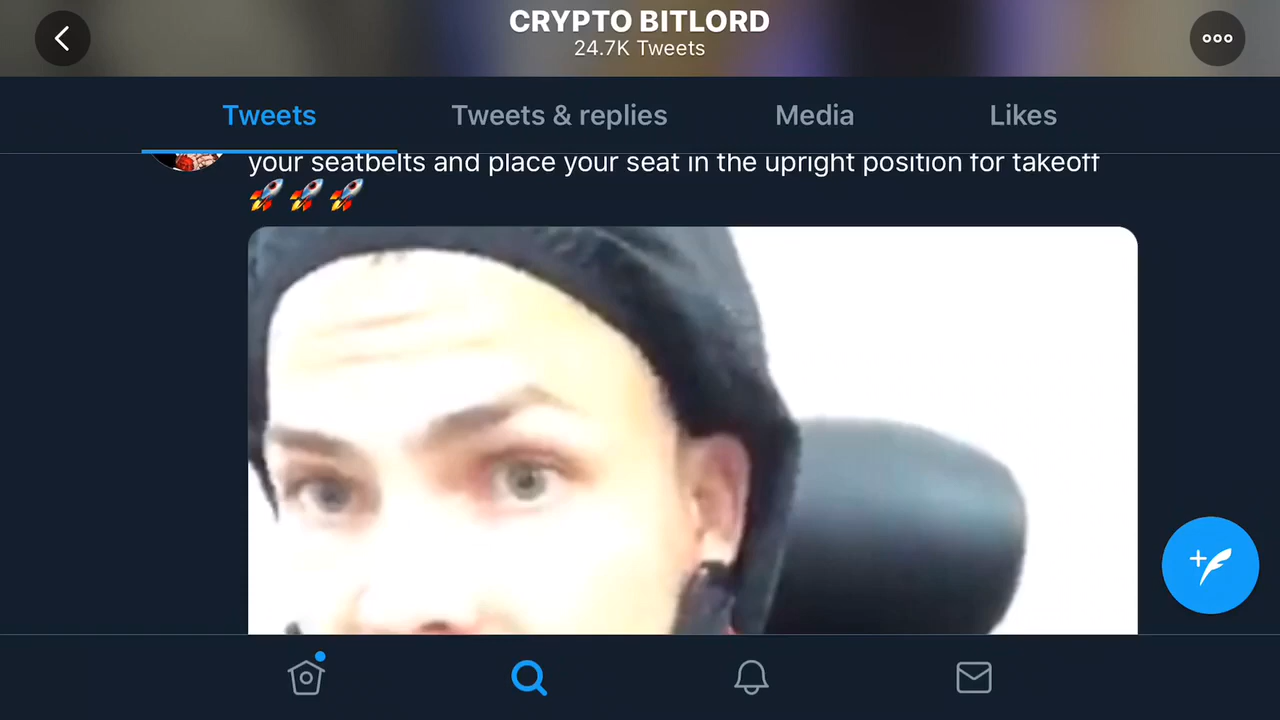 CRYPTO BITLORD
24.7K Tweets
Tweets
Tweets & replies
Media
Likes
your seatbelts and place your seat in the upright position for takeoff
🚀 🚀 🚀